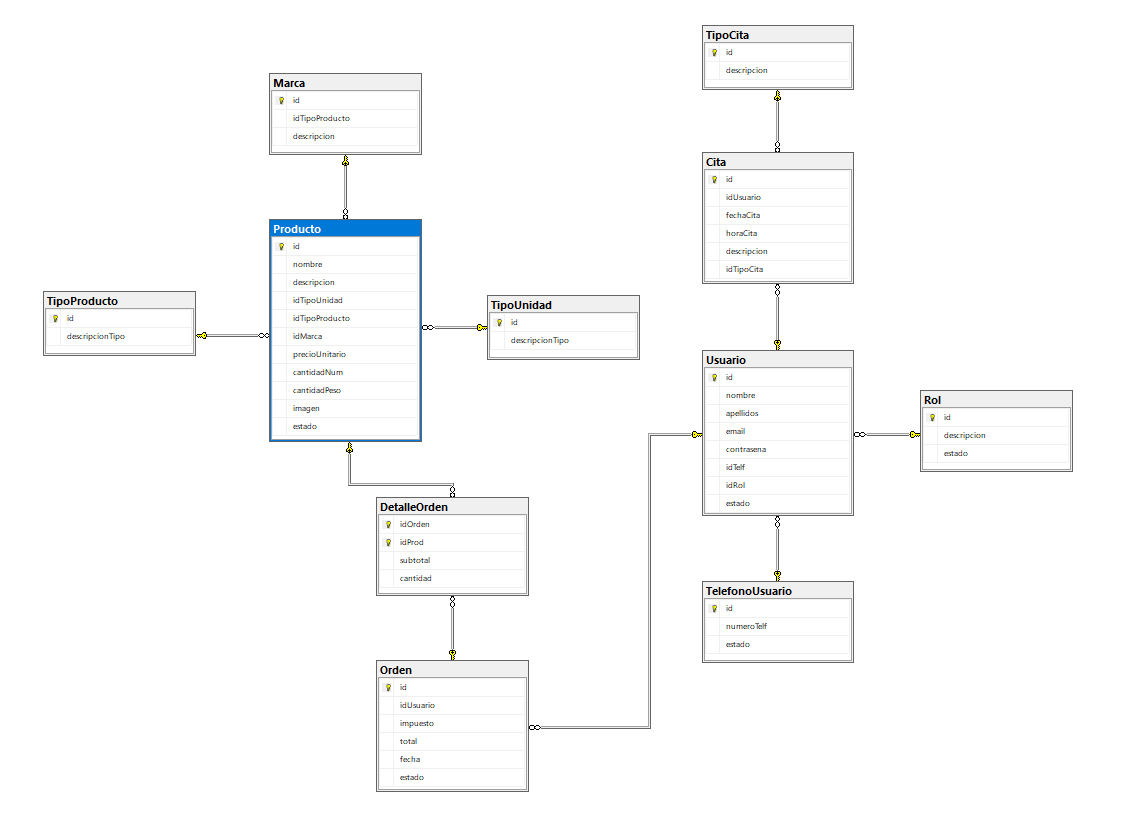 TipoCita
id
descripcion
Marca
id
idTipoProducto
descripcion
Cita
id
idUsuario
fechaCita
horaCita
descripcion
idTipoCita
Producto
id
nombre
descripcion
idTipoUnidad
idTipoProducto
idMarca
precioUnitario
cantidadNum
cantidadPeso
imagen
estado
TipoProducto
id
descripcionTipo
TipoUnidad
id
descripcionTipo
Usuario
id
nombre
apellidos
email
contrasena
idTelf
idRol
estado
Rol
id
descripcion
estado
DetalleOrden
idOrden
idProd
subtotal
cantidad
TelefonoUsuario
id
numeroTelf
estado
Orden
id
idUsuario
impuesto
total
fecha
estado